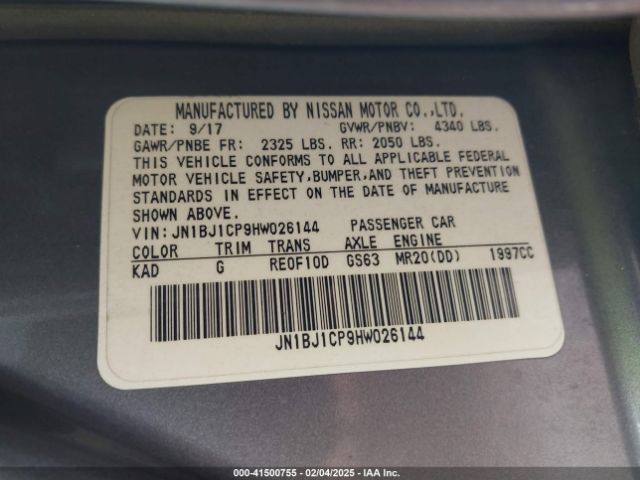 MANUFACTURED BY NISSAN MOTOR CO.,LTD.
DATE: 9/17 GVWR/PNBV: 4340 LBS.
GAWR/PNBE FR: 2325 LBS. RR: 2050 LBS.
THIS VEHICLE CONFORMS TO ALL APPLICABLE FEDERAL
MOTOR VEHICLE SAFETY,BUMPER,AND THEFT PREVENTION
STANDARDS IN EFFECT ON THE DATE OF MANUFACTURE
SHOWN ABOVE.
VIN:JN1BJ1CP9HW026144 PASSENGER CAR
COLOR TRIM TRANS AXLE ENGINE
KAD G RE0F10D GS63 MR20(DD) 1997CC
JN1BJ1CP9HW026144
000-41500755 - 02/04/2025 - IAA Inc.